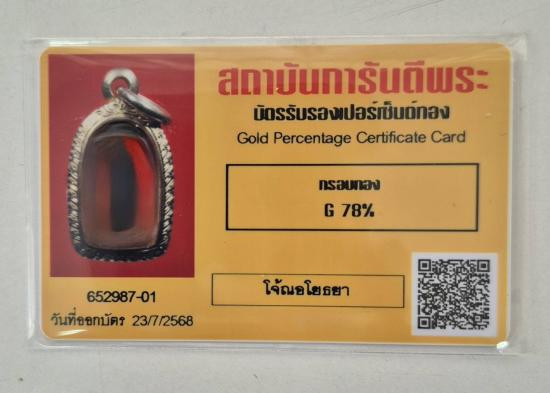 สถาบันการันตีพระ
บัตรรับรองเปอร์เซ็นต์ทอง
Gold Percentage Certificate Card
กรอบทอง
G 78%
652987-01
วันที่ออกบัตร 23/7/2568
โจ้ณอโยธยา